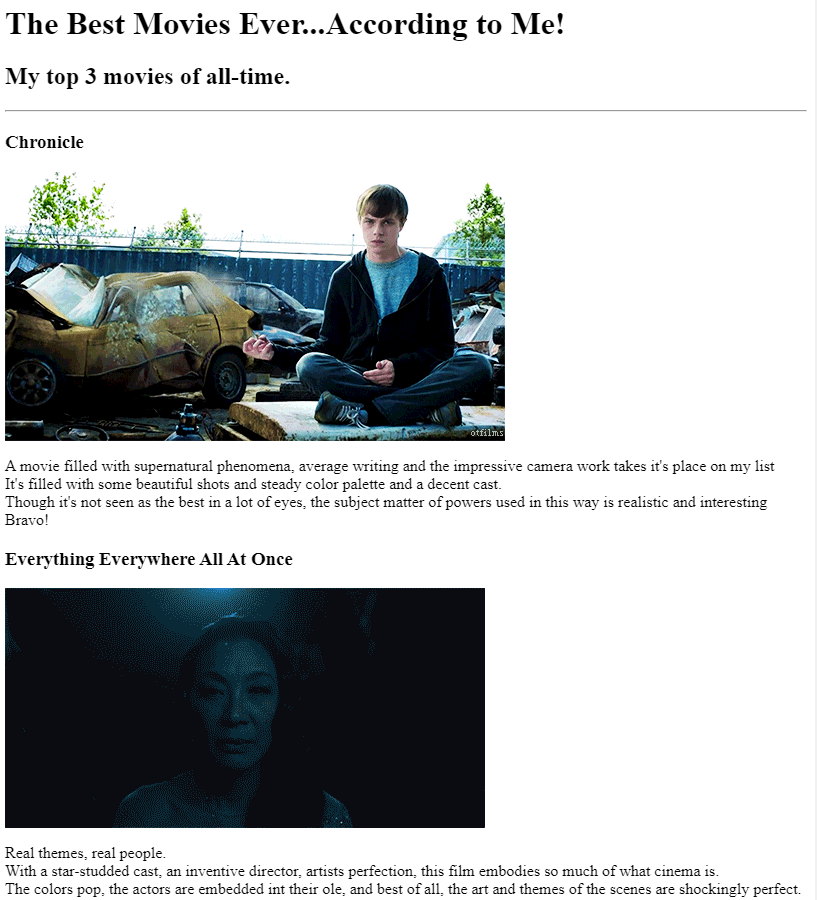 The Best Movies Ever...According to Me!
My top 3 movies of all-time.
Chronicle
otfilms
A movie filled with supernatural phenomena, average writing and the impressive camera work takes it's place on my list
It's filled with some beautiful shots and steady color palette and a decent cast.
Though it's not seen as the best in a lot of eyes, the subject matter of powers used in this way is realistic and interesting
Bravo!
Everything Everywhere All At Once
Real themes, real people.
With a star-studded cast, an inventive director, artists perfection, this film embodies so much of what cinema is.
The colors pop, the actors are embedded int their ole, and best of all, the art and themes of the scenes are shockingly perfect.